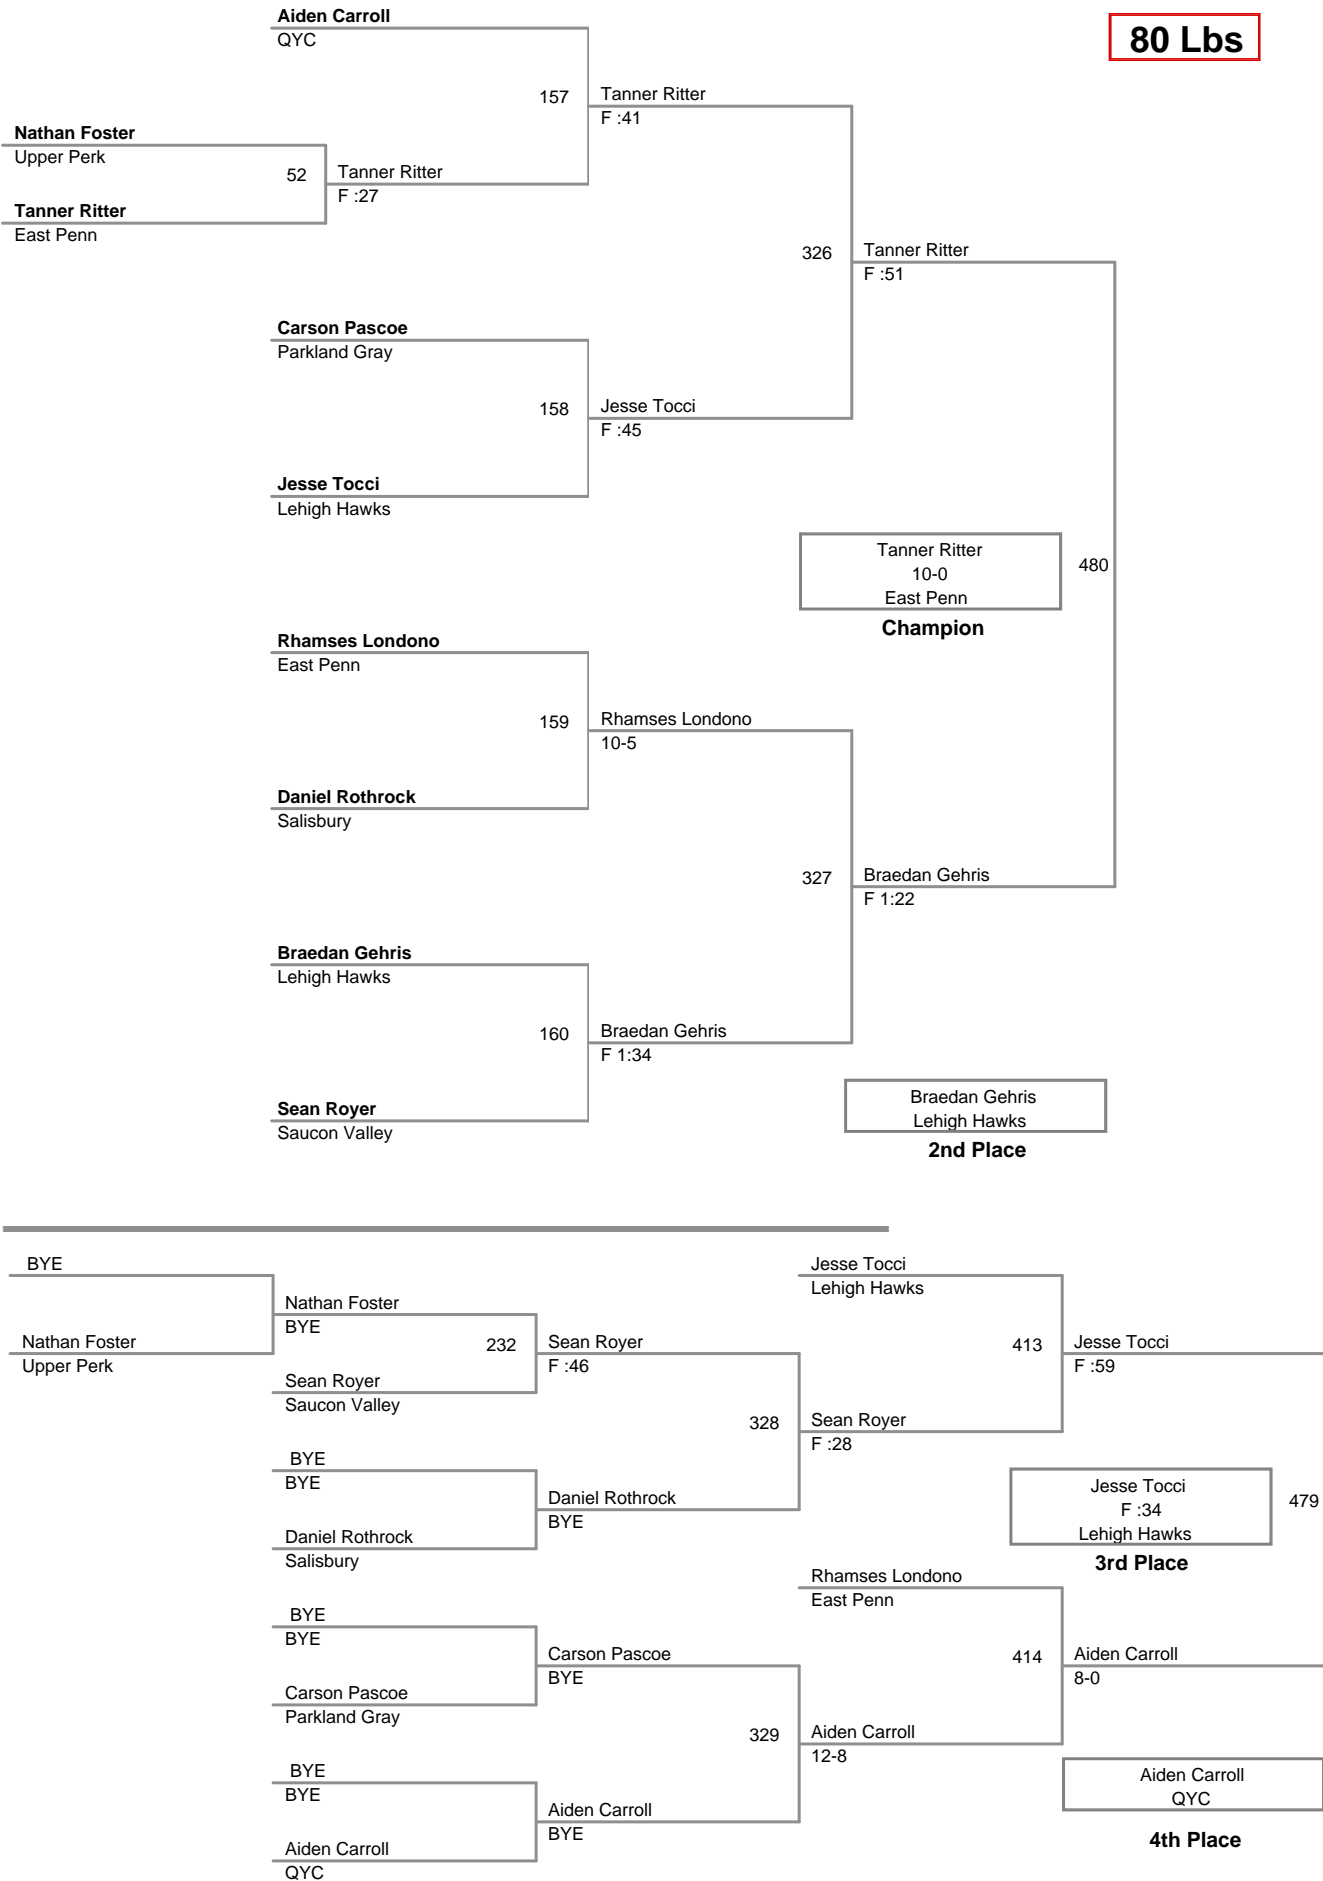 Aiden Carroll
QYC
80 Lbs
157
Tanner Ritter
F :41
Nathan Foster
Upper Perk
52
Tanner Ritter
F :27
Tanner Ritter
East Penn
326
Tanner Ritter
F :51
Carson Pascoe
Parkland Gray
158
Jesse Tocci
F :45
Jesse Tocci
Lehigh Hawks
Tanner Ritter
10-0
East Penn
480
Champion
Rhamses Londono
East Penn
159
Rhamses Londono
10-5
Daniel Rothrock
Salisbury
327
Braedan Gehris
F 1:22
Braedan Gehris
Lehigh Hawks
160
Braedan Gehris
F 1:34
Sean Royer
Saucon Valley
Braedan Gehris
Lehigh Hawks
2nd Place
BYE
Nathan Foster
Upper Perk
Nathan Foster
BYE
232
Sean Royer
F :46
Sean Royer
Saucon Valley
BYE
BYE
Daniel Rothrock
BYE
Daniel Rothrock
Salisbury
328
Sean Royer
F :28
Jesse Tocci
Lehigh Hawks
413
Jesse Tocci
F :59
Jesse Tocci
F :34
Lehigh Hawks
479
3rd Place
BYE
BYE
Carson Pascoe
BYE
Carson Pascoe
Parkland Gray
329
Aiden Carroll
12-8
BYE
BYE
Aiden Carroll
BYE
Aiden Carroll
QYC
Rhamses Londono
East Penn
414
Aiden Carroll
8-0
Aiden Carroll
QYC
4th Place